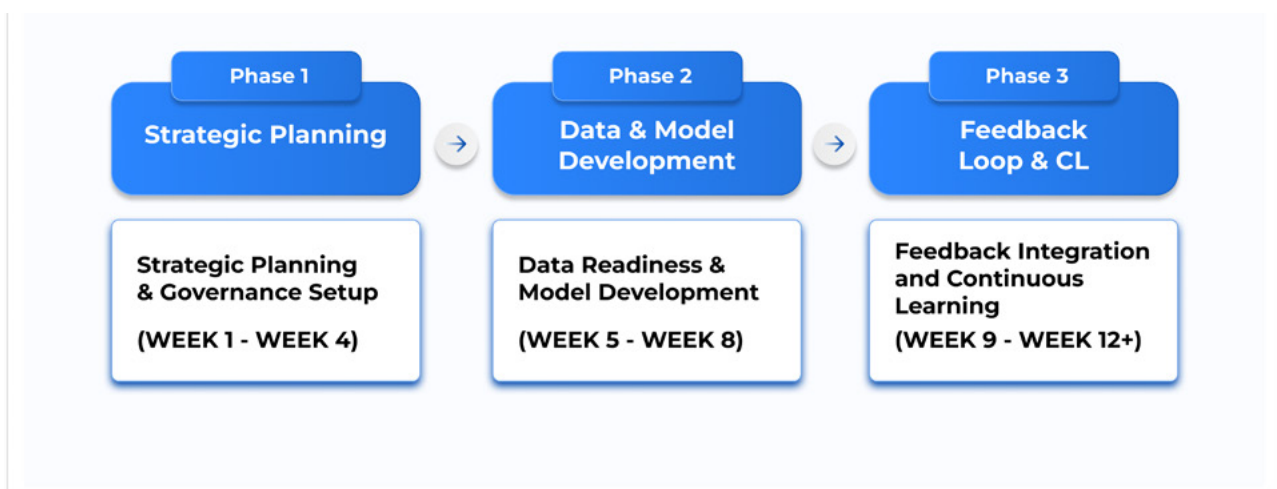 Phase 1
Strategic Planning
Strategic Planning
& Governance Setup
(WEEK 1 - WEEK 4)
Phase 2
Data & Model
Development
Data Readiness &
Model Development
(WEEK 5 - WEEK 8)
Phase 3
Feedback
Loop & CL
Feedback Integration
and Continuous
Learning
(WEEK 9 - WEEK 12+)